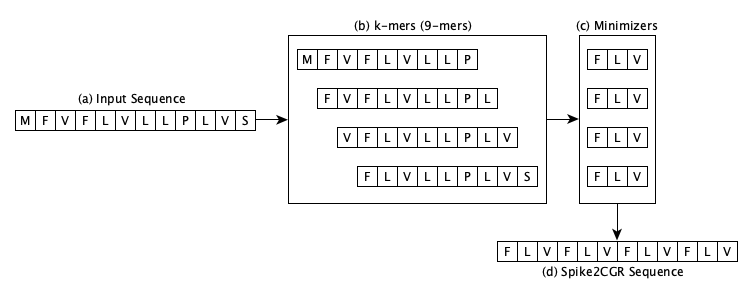 (a) Input Sequence
M F V F L V L L P L V S
(b) k-mers (9-mers)
M F V F L V L L P
F V F L V L L P L
V F L V L L P L V
F L V L L P L V S
(c) Minimizers
F L V
F L V
F L V
F L V
F L V F L V F L V F L V
(d) Spike2CGR Sequence